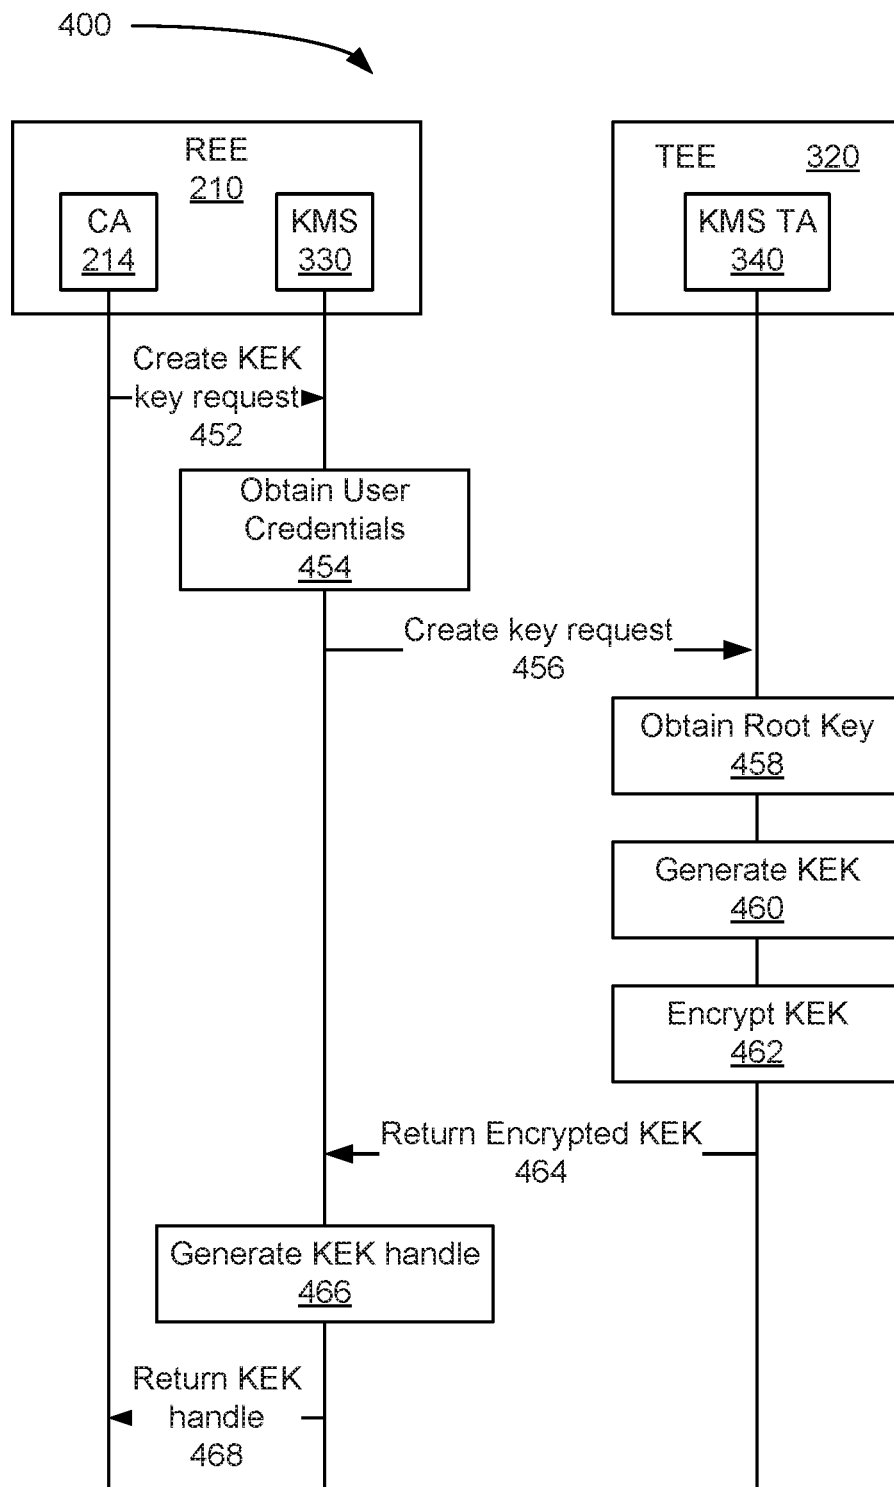 400
REE
210
TEE 320
CA
214
KMS
330
KMS TA
340
Create KEK
key request
452
Obtain User
Credentials
454
Create key request
456
Obtain Root Key
458
Generate KEK
460
Encrypt KEK
462
Return Encrypted KEK
464
Generate KEK handle
466
Return KEK
handle
468